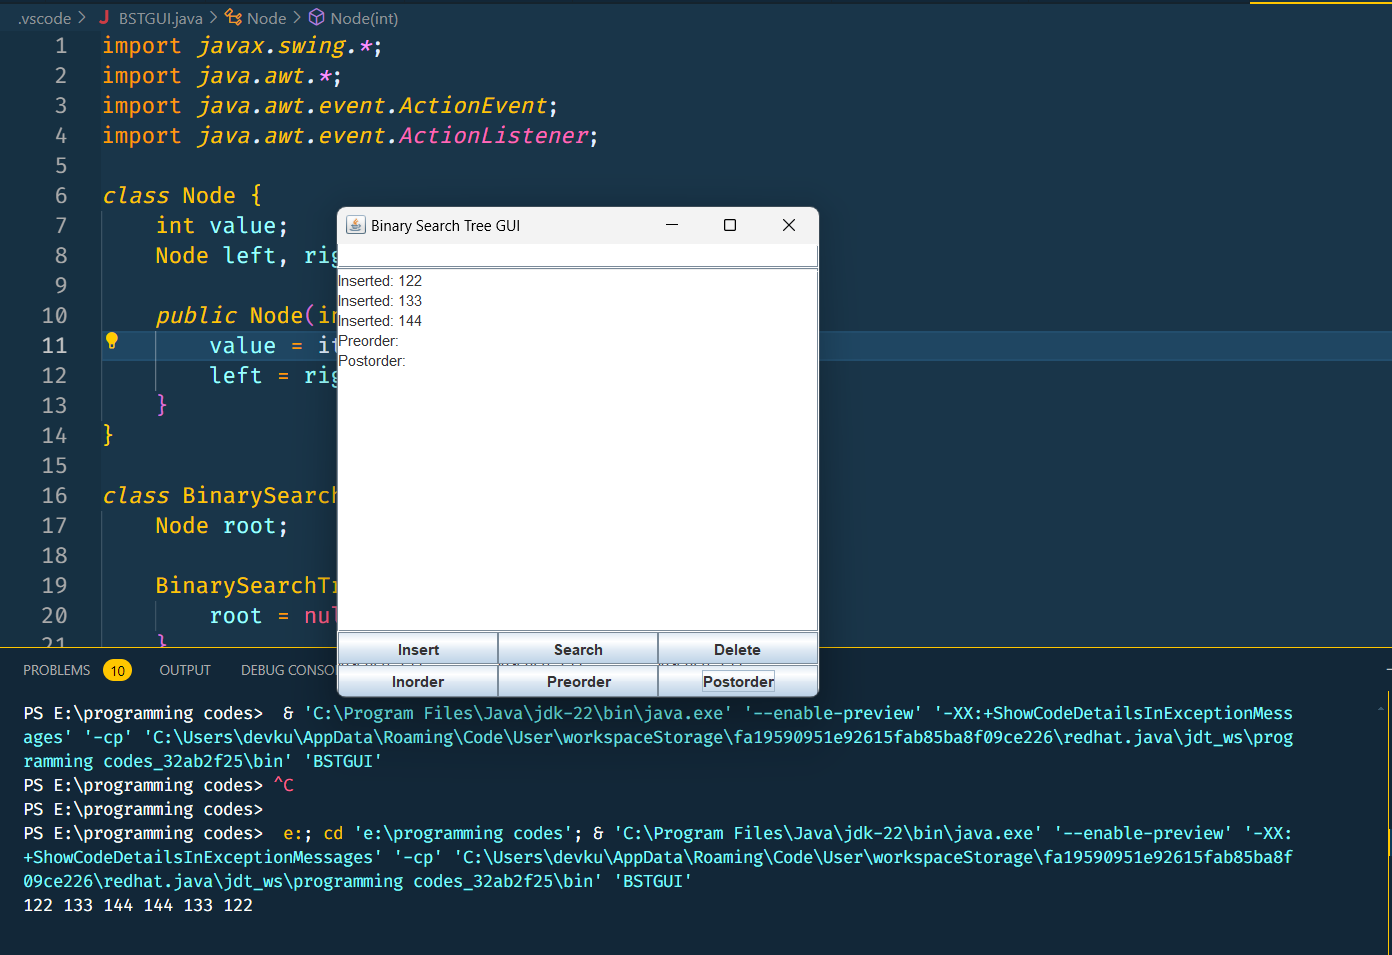 .vscode > J BSTGUI.java > Node > Node(int)
1 import javax.swing.*;
2 import java.awt.*;
3 import java.awt.event.ActionEvent;
4 import java.awt.event.ActionListener;
5
6 class Node {
7 int value;
8 Node left, rig
9
10 public Node(in
11 value = it
12 left = rig
13 }
14 }
15
16 class BinarySearch
17 Node root;
18
19 BinarySearchTr
20 root = nul
21 }
Binary Search Tree GUI
Inserted: 122
Inserted: 133
Inserted: 144
Preorder:
Postorder:
Insert Search Delete
Inorder Preorder Postorder
PROBLEMS 10 OUTPUT DEBUG CONSO
PS E:\programming codes>  & 'C:\Program Files\Java\jdk-22\bin\java.exe' '--enable-preview' '-XX:+ShowCodeDetailsInExceptionMess
ages' '-cp' 'C:\Users\devku\AppData\Roaming\Code\User\workspaceStorage\fa19590951e92615fab85ba8f09ce226\redhat.java\jdt_ws\prog
ramming codes_32ab2f25\bin' 'BSTGUI'
PS E:\programming codes> ^C
PS E:\programming codes>
PS E:\programming codes>  e:; cd 'e:\programming codes'; & 'C:\Program Files\Java\jdk-22\bin\java.exe' '--enable-preview' '-XX:
+ShowCodeDetailsInExceptionMessages' '-cp' 'C:\Users\devku\AppData\Roaming\Code\User\workspaceStorage\fa19590951e92615fab85ba8f
09ce226\redhat.java\jdt_ws\programming codes_32ab2f25\bin' 'BSTGUI'
122 133 144 144 133 122